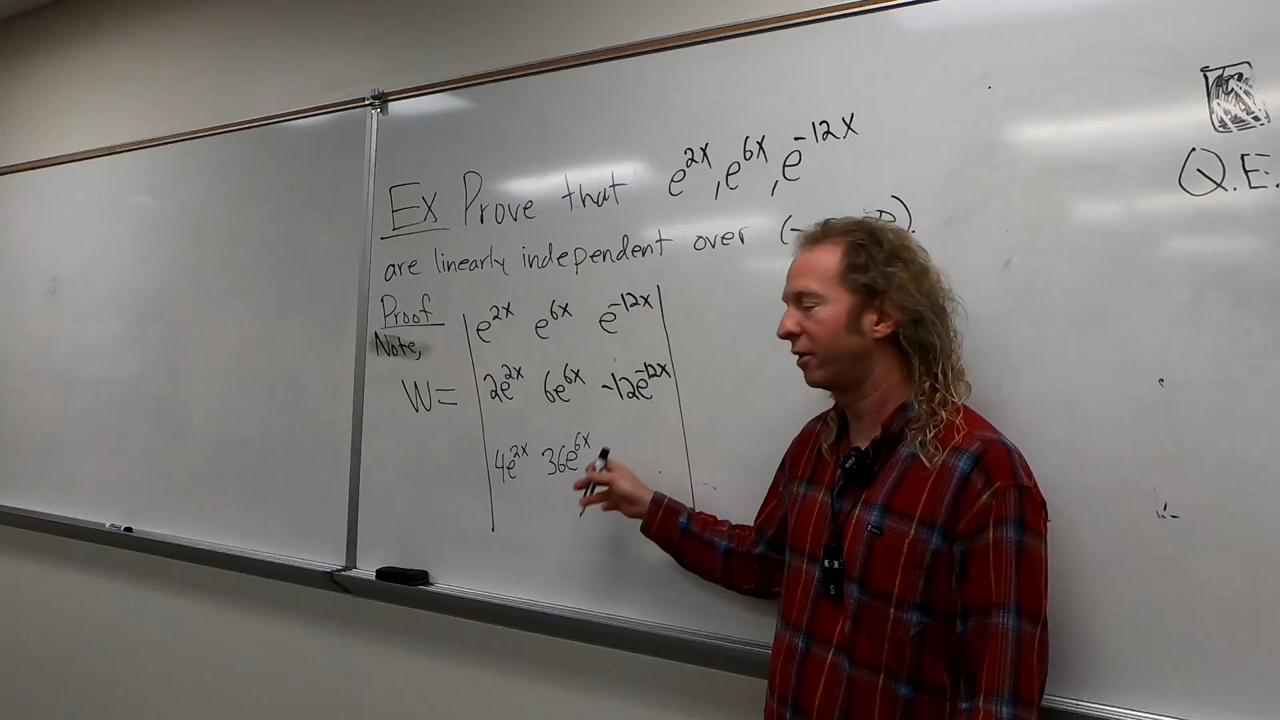 Ex Prove that e^{2x}, e^{6x}, e^{-12x}
are linearly independent over (-
Proof
Note,
e^{2x} e^{6x} e^{-12x}
W= 2e^{2x} 6e^{6x} -12e^{-12x}
4e^{2x} 36e^{6x}
Q.E.